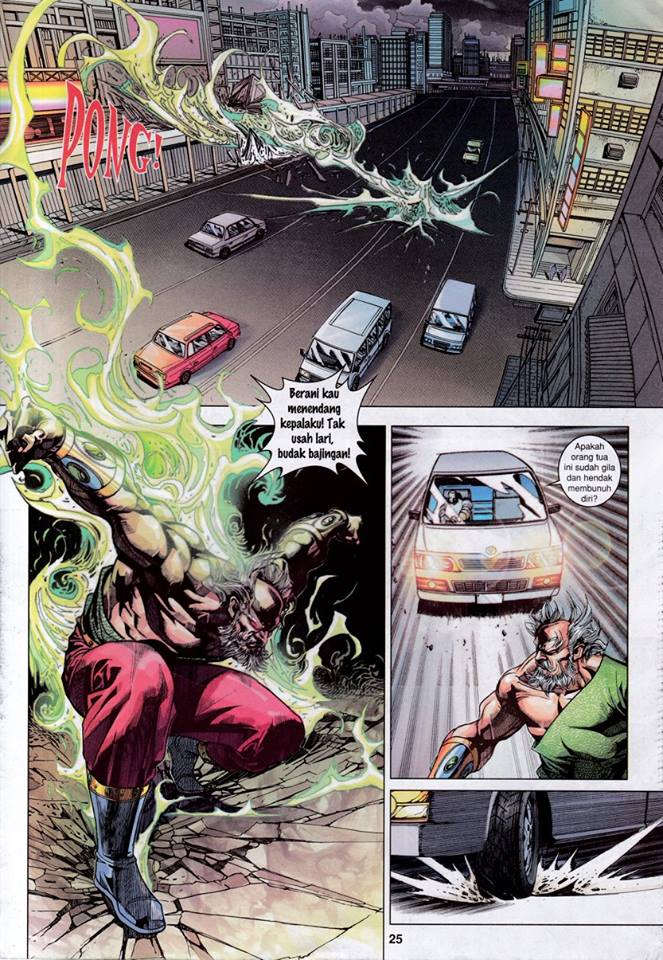 PONG!
Berani kau
menendang
kepalaku! Tak
usah lari,
budak bajingan!
Apakah
orang tua
ini sudah gila
dan hendak
membunuh
diri?
25